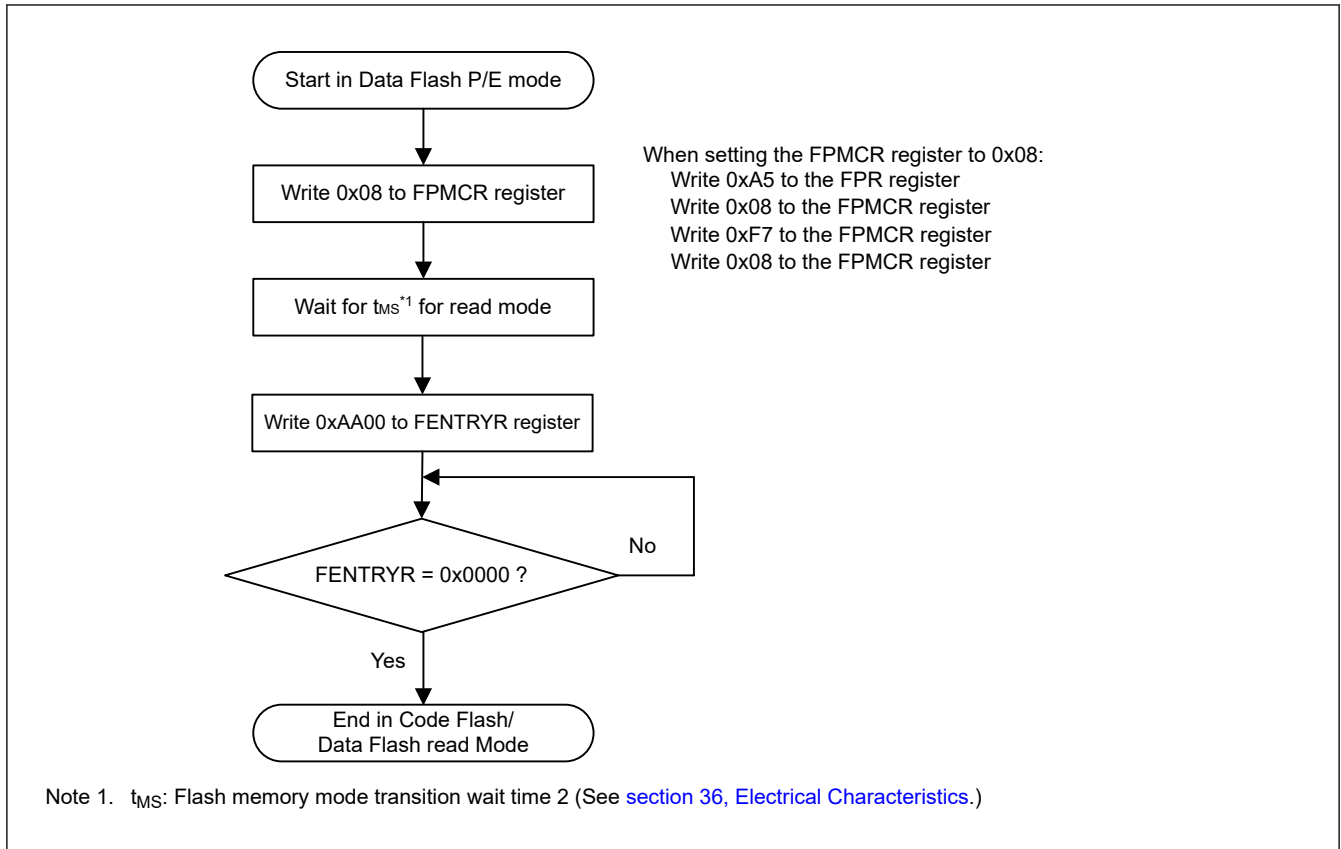 Start in Data Flash P/E mode
Write 0x08 to FPMCR register
When setting the FPMCR register to 0x08:
Write 0xA5 to the FPR register
Write 0x08 to the FPMCR register
Write 0xF7 to the FPMCR register
Write 0x08 to the FPMCR register
Wait for tMS*1 for read mode
Write 0xAA00 to FENTRYR register
No
FENTRYR = 0x0000 ?
Yes
End in Code Flash/
Data Flash read Mode
Note 1. tMS: Flash memory mode transition wait time 2 (See section 36, Electrical Characteristics.)